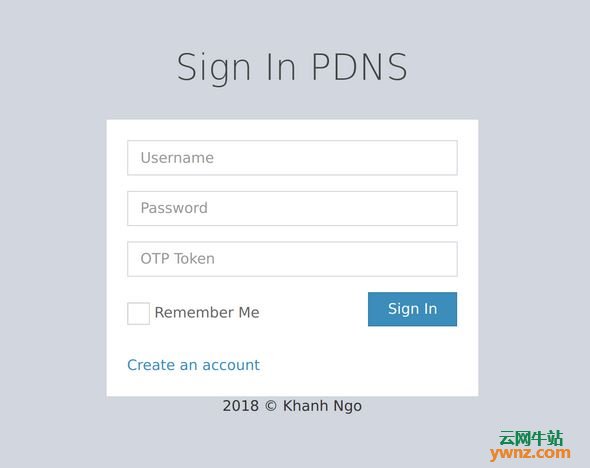 Sign In PDNS
Username
Password
OTP Token
Remember Me
Sign In
Create an account
2018 © Khanh Ngo
云网牛站
ywnz.com